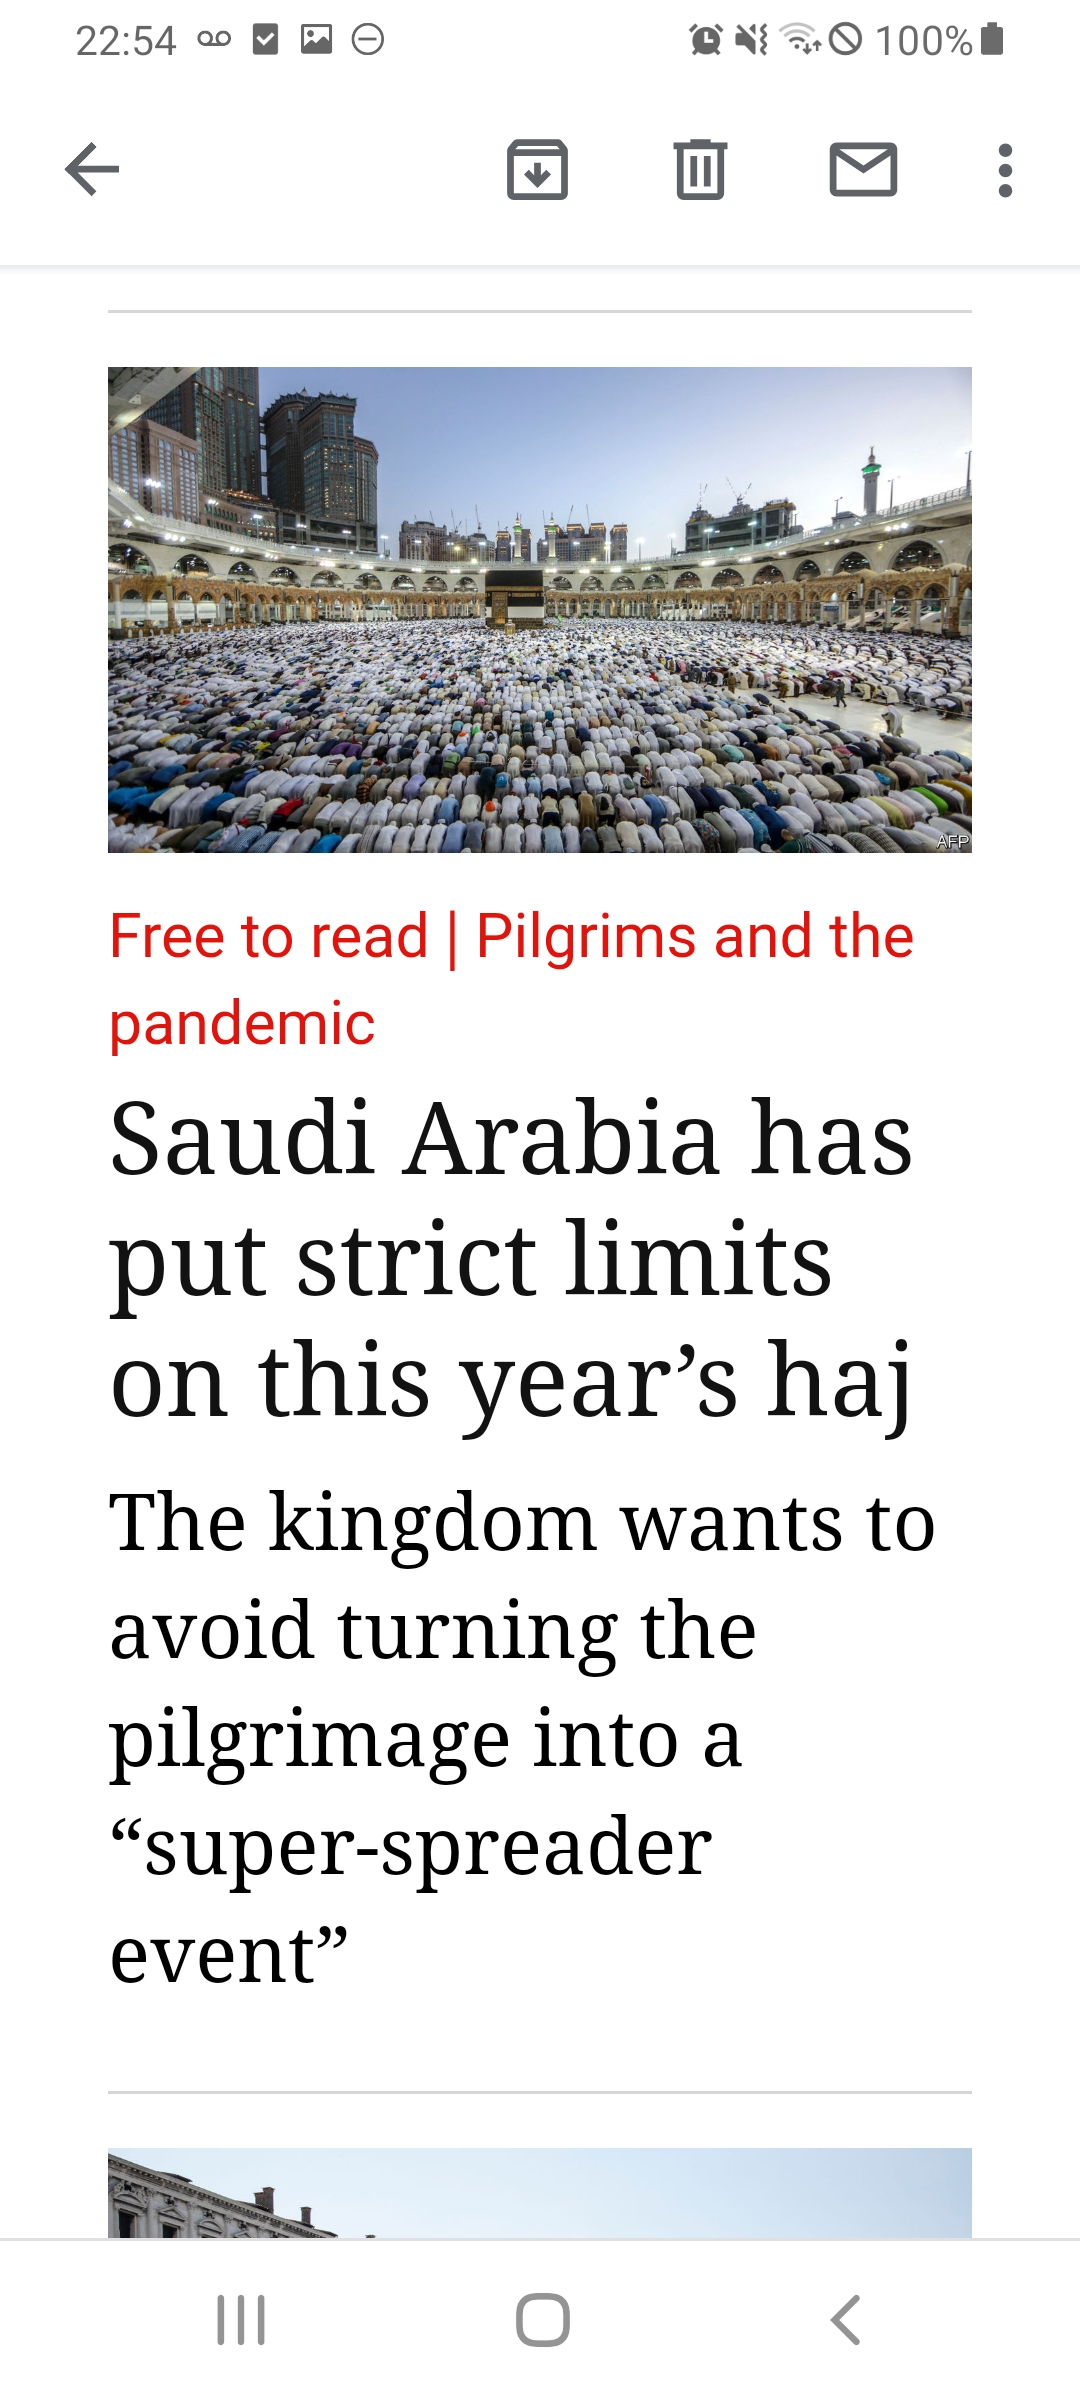 22:54
100%
AFP
Free to read | Pilgrims and the
pandemic
Saudi Arabia has
put strict limits
on this year’s haj
The kingdom wants to
avoid turning the
pilgrimage into a
“super-spreader
event”